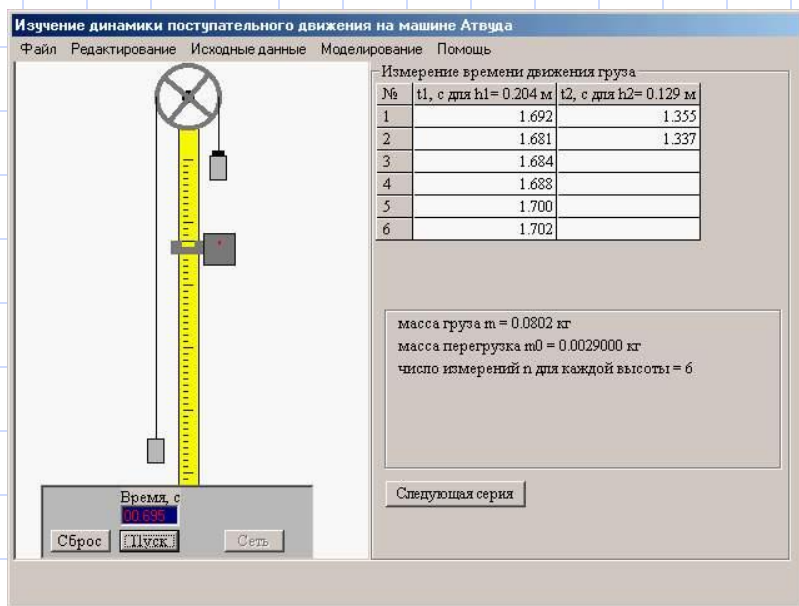 Изучение динамики поступательного движения на машине Атвуда
Файл Редактирование Исходные данные Моделирование Помощь
Измерение времени движения груза
№ t1, с для h1= 0.204 м t2, с для h2= 0.129 м
1 1.692 1.355
2 1.681 1.337
3 1.684
4 1.688
5 1.700
6 1.702
масса груза m = 0.0802 кг
масса перегрузка m0 = 0.0029000 кг
число измерений n для каждой высоты = 6
Следующая серия
Время, с
00.695
Сброс Пуск Сеть